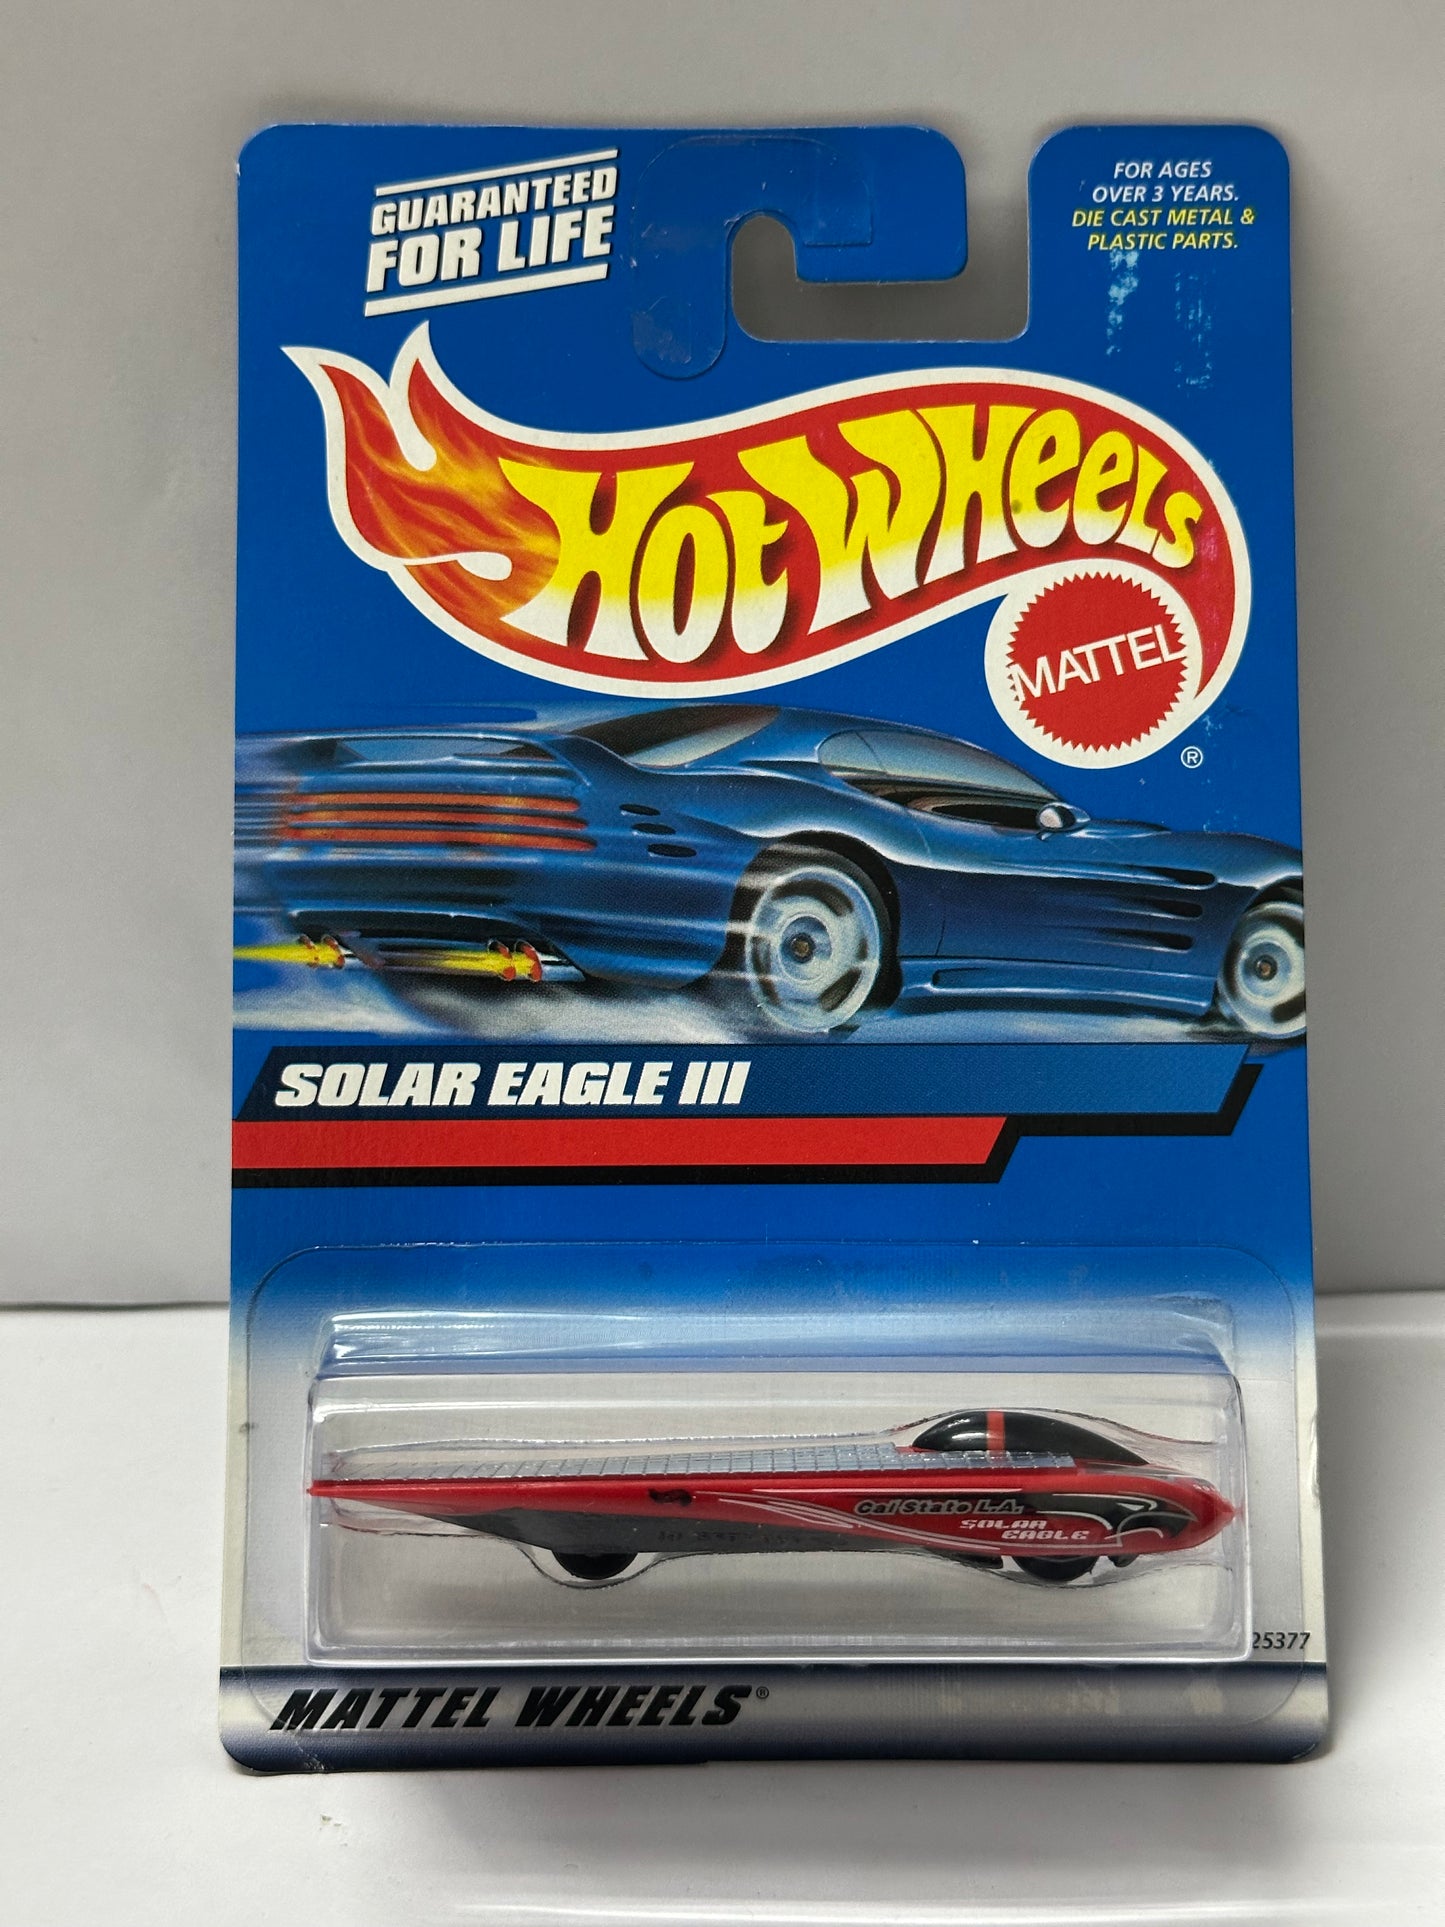 GUARANTEED
FOR LIFE
FOR AGES
OVER 3 YEARS.
DIE CAST METAL &
PLASTIC PARTS.
HOT WHEELS
MATTEL
®
SOLAR EAGLE III
Cal State L.A.
SOLAR
EAGLE
25377
MATTEL WHEELS®